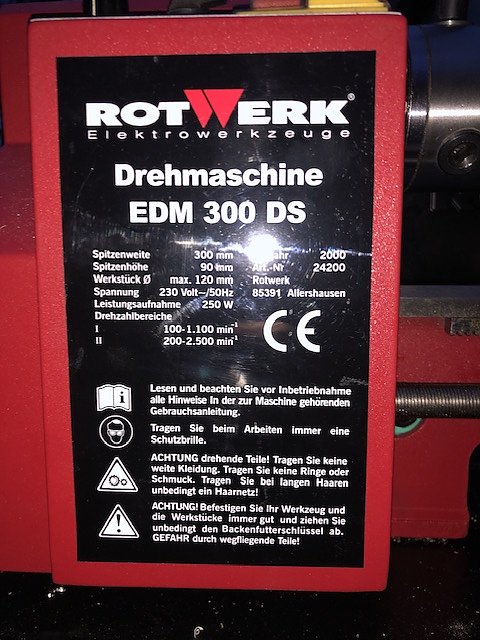 ROTWERK®
Elektrowerkzeuge
Drehmaschine
EDM 300 DS
Spitzenweite 300 mm jahr 2000
Spitzenhöhe 90 mm Art.-Nr 24200
Werkstück Ø max. 120 mm Rotwerk
Spannung 230 Volt~/50Hz 85391 Allershausen
Leistungsaufnahme 250 W
Drehzahlbereiche
I 100-1.100 min⁻¹
II 200-2.500 min⁻¹
CE
Lesen und beachten Sie vor Inbetriebnahme
alle Hinweise In der zur Maschine gehörenden
Gebrauchsanleitung.
Tragen Sie beim Arbeiten immer eine
Schutzbrille.
ACHTUNG drehende Teile! Tragen Sie keine
weite Kleidung. Tragen Sie keine Ringe oder
Schmuck. Tragen Sie bei langen Haaren
unbedingt ein Haarnetz!
ACHTUNG! Befestigen Sie Ihr Werkzeug und
die Werkstücke immer gut und ziehen Sie
unbedingt den Backenfutterschlüssel ab.
GEFAHR durch wegfliegende Teile!